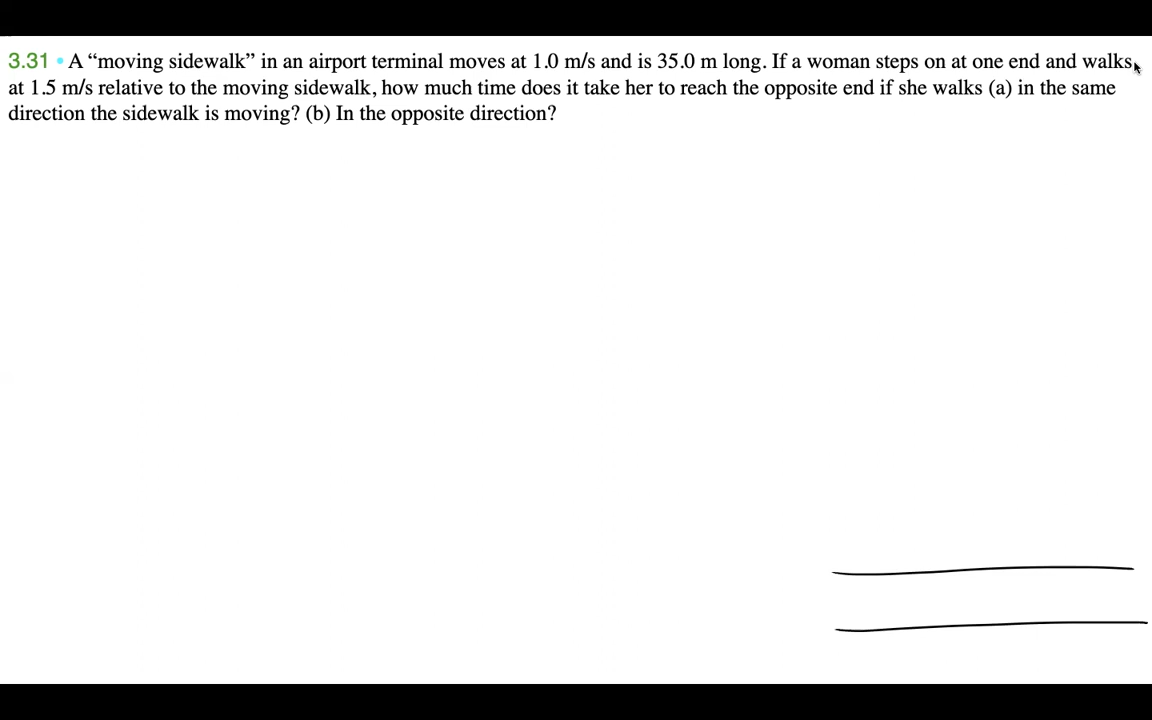 3.31 • A “moving sidewalk” in an airport terminal moves at 1.0 m/s and is 35.0 m long. If a woman steps on at one end and walks
at 1.5 m/s relative to the moving sidewalk, how much time does it take her to reach the opposite end if she walks (a) in the same
direction the sidewalk is moving? (b) In the opposite direction?